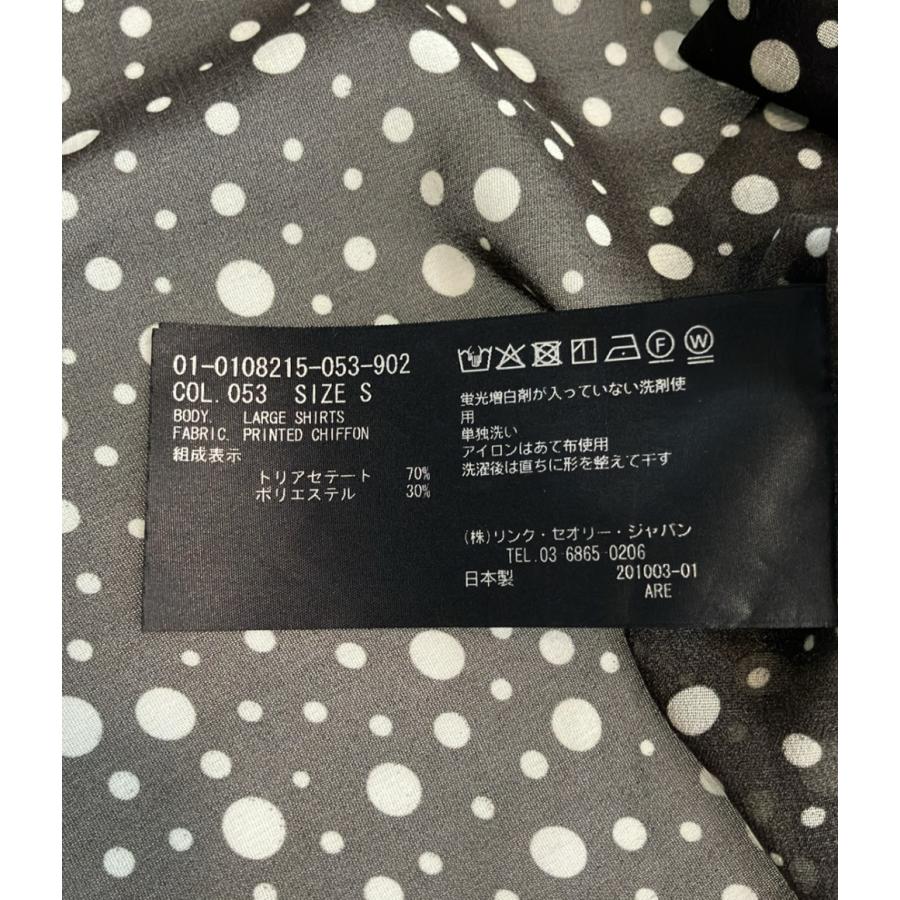 01-0108215-053-902
COL.053 SIZE S
BODY. LARGE SHIRTS
FABRIC. PRINTED CHIFFON
組成表示
トリアセテート 70%
ポリエステル 30%
蛍光増白剤が入っていない洗剤使
用
単独洗い
アイロンはあて布使用
洗濯後は直ちに形を整えて干す
(株)リンク・セオリー・ジャパン
TEL.03-6865-0206
日本製 201003-01
ARE
F
W